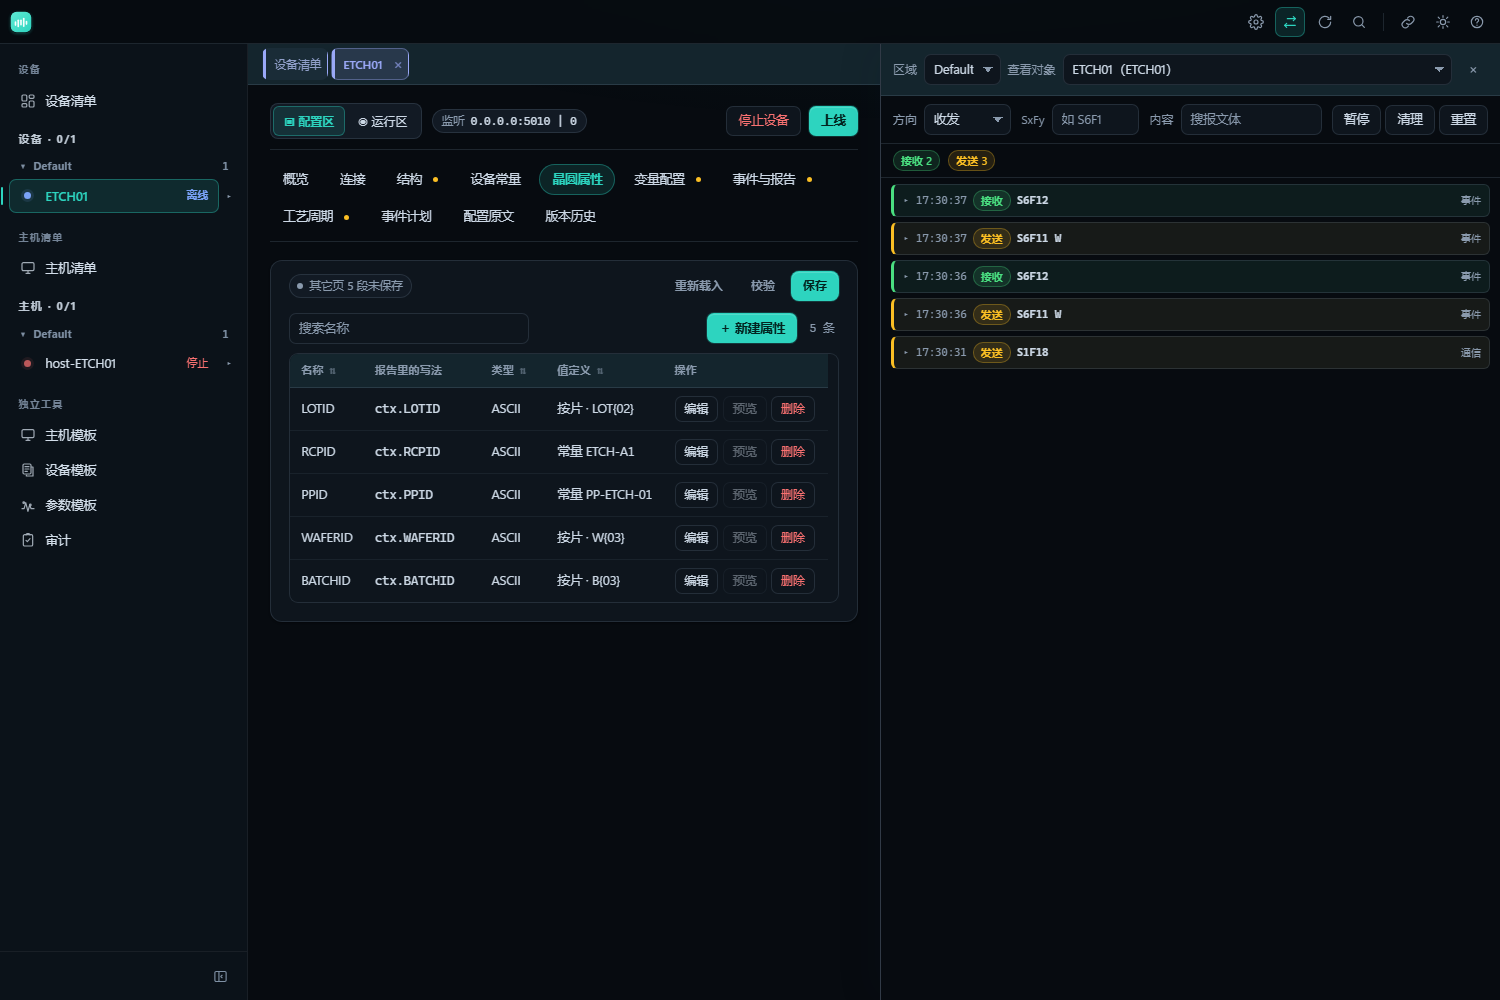 设备
设备清单
设备 · 0/1
Default 1
ETCH01 离线
主机清单
主机清单
主机 · 0/1
Default 1
host-ETCH01 停止
独立工具
主机模板
设备模板
参数模板
审计
设备清单 ETCH01 ×
配置区 运行区 监听 0.0.0.0:5010 | 0 停止设备 上线
概览 连接 结构 设备常量 晶圆属性 变量配置 事件与报告
工艺周期 事件计划 配置原文 版本历史
其它页 5 段未保存 重新载入 校验 保存
搜索名称 + 新建属性 5 条
名称 报告里的写法 类型 值定义 操作
LOTID ctx.LOTID ASCII 按片 · LOT{02} 编辑 预览 删除
RCPID ctx.RCPID ASCII 常量 ETCH-A1 编辑 预览 删除
PPID ctx.PPID ASCII 常量 PP-ETCH-01 编辑 预览 删除
WAFERID ctx.WAFERID ASCII 按片 · W{03} 编辑 预览 删除
BATCHID ctx.BATCHID ASCII 按片 · B{03} 编辑 预览 删除
区域 Default 查看对象 ETCH01 (ETCH01) ×
方向 收发 SxFy 如 S6F1 内容 搜报文体 暂停 清理 重置
接收 2 发送 3
17:30:37 接收 S6F12 事件
17:30:37 发送 S6F11 W 事件
17:30:36 接收 S6F12 事件
17:30:36 发送 S6F11 W 事件
17:30:31 发送 S1F18 通信